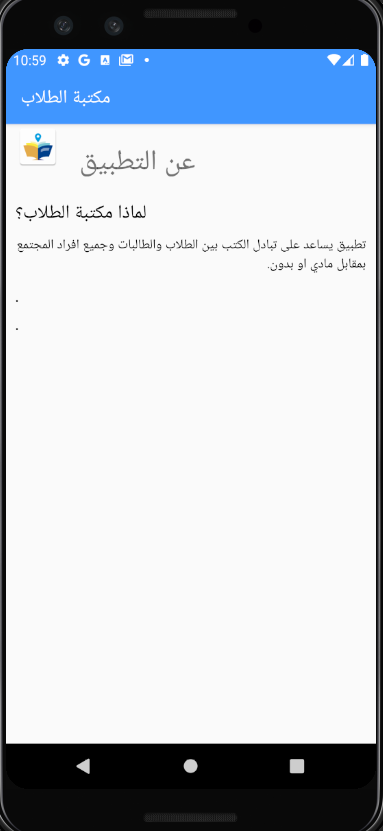 10:59
مكتبة الطلاب
عن التطبيق
لماذا مكتبة الطلاب؟
تطبيق يساعد على تبادل الكتب بين الطلاب والطالبات وجميع افراد المجتمع
بمقابل مادي او بدون.
.
.